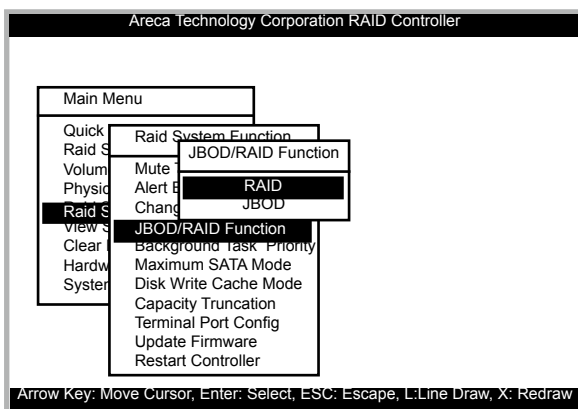 Areca Technology Corporation RAID Controller
Main Menu
Quick
Raid S
Volum
Physic
Raid S
View S
Clear
Hardw
System
Raid System Function
Mute
Alert B
Chang
JBOD/RAID Function
Background Task Priority
Maximum SATA Mode
Disk Write Cache Mode
Capacity Truncation
Terminal Port Config
Update Firmware
Restart Controller
JBOD/RAID Function
RAID
JBOD
Arrow Key: Move Cursor, Enter: Select, ESC: Escape, L:Line Draw, X: Redraw